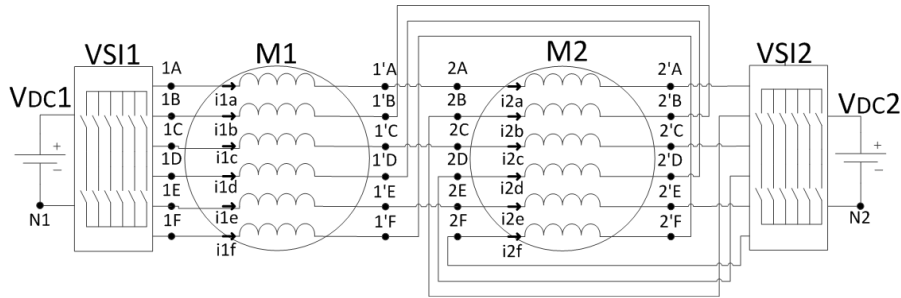 VSI1
M1
M2
VSI2
VDC1
VDC2
+
-
N1
+
-
N2
1A
1B
1C
1D
1E
1F
i1a
i1b
i1c
i1d
i1e
i1f
1'A
1'B
1'C
1'D
1'E
1'F
2A
2B
2C
2D
2E
2F
i2a
i2b
i2c
i2d
i2e
i2f
2'A
2'B
2'C
2'D
2'E
2'F